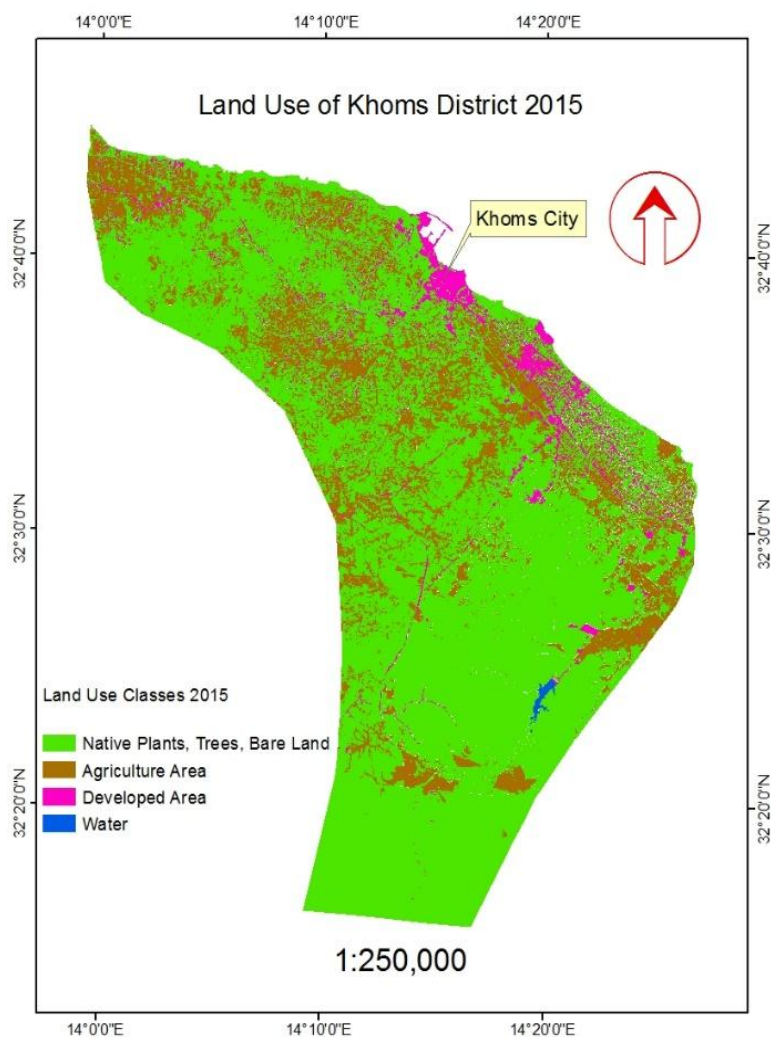 14°0'0"E 14°10'0"E 14°20'0"E
Land Use of Khoms District 2015
Khoms City
32°40'0"N 32°40'0"N
32°30'0"N 32°30'0"N
Land Use Classes 2015
Native Plants, Trees, Bare Land
Agriculture Area
Developed Area
Water
32°20'0"N 32°20'0"N
1:250,000
14°0'0"E 14°10'0"E 14°20'0"E